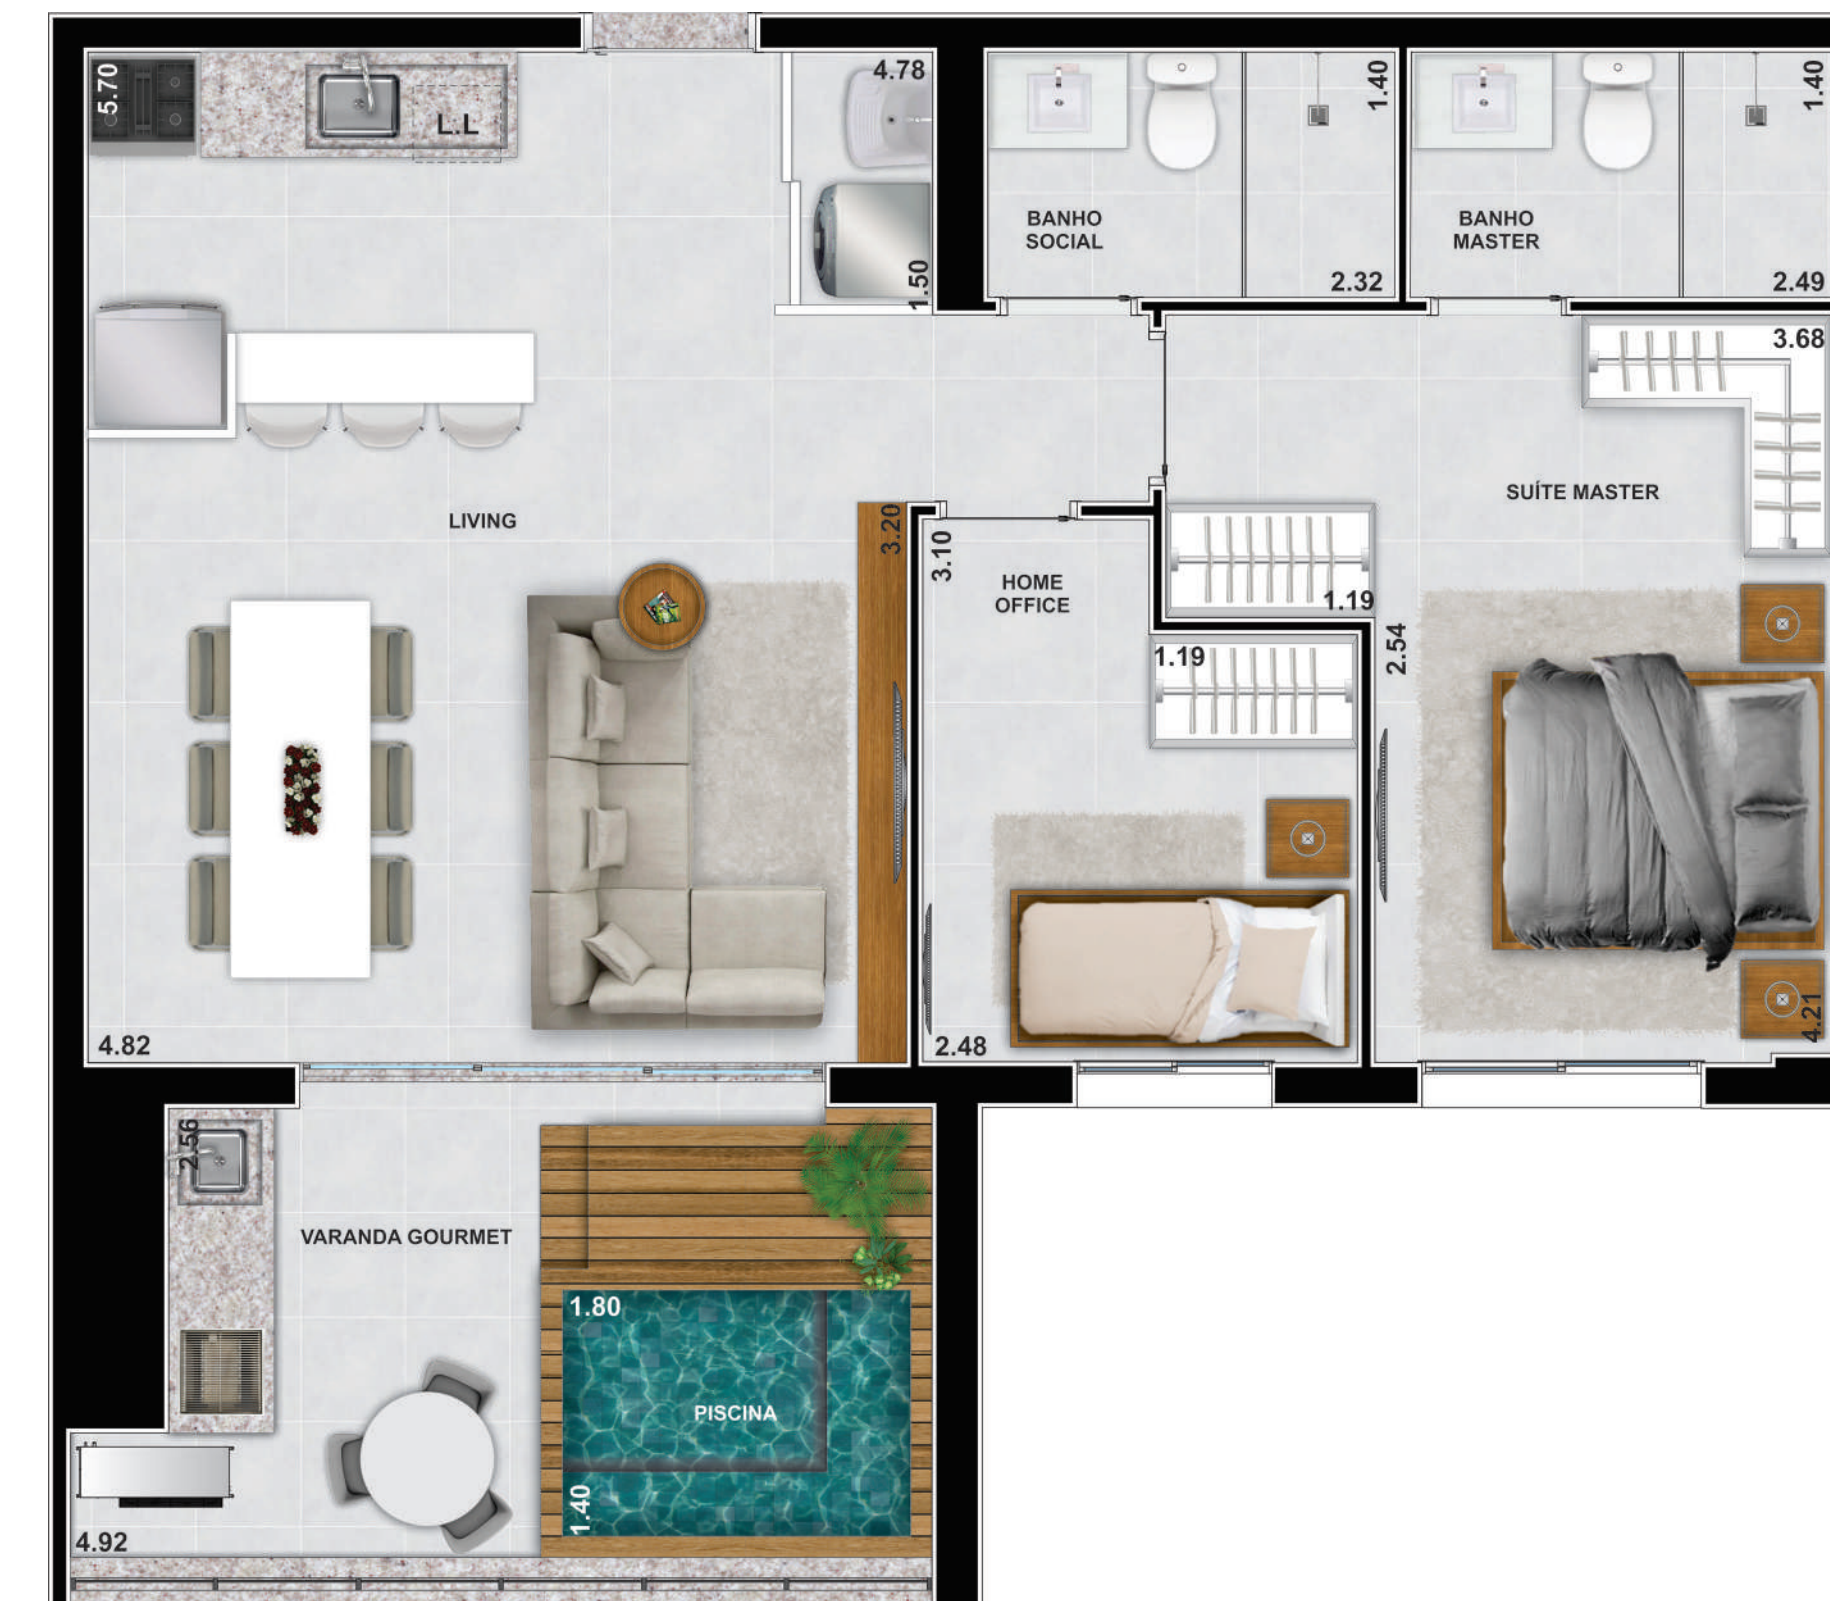 5.70
L.L
4.78
1.50
BANHO
SOCIAL
1.40
2.32
BANHO
MASTER
1.40
2.49
3.68
SUÍTE MASTER
LIVING
3.20
3.10
HOME
OFFICE
1.19
1.19
2.54
4.21
4.82
2.48
2.56
VARANDA GOURMET
1.80
PISCINA
1.40
4.92